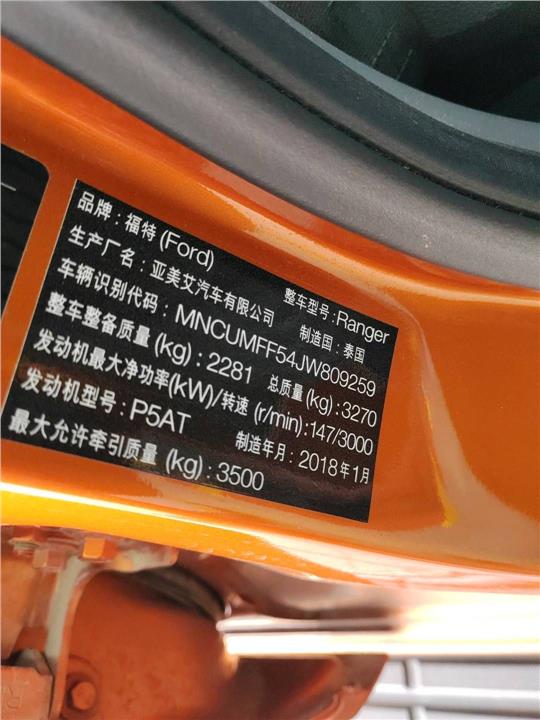 品牌：福特 (Ford) 整车型号：Ranger
生产厂名：亚美艾汽车有限公司 制造国：泰国
车辆识别代码：MNCUMFF54JW809259
整车整备质量 (kg)：2281 总质量 (kg)：3270
发动机最大净功率(kW)/转速 (r/min)：147/3000
发动机型号：P5AT 制造年月：2018年1月
最大允许牵引质量 (kg)：3500